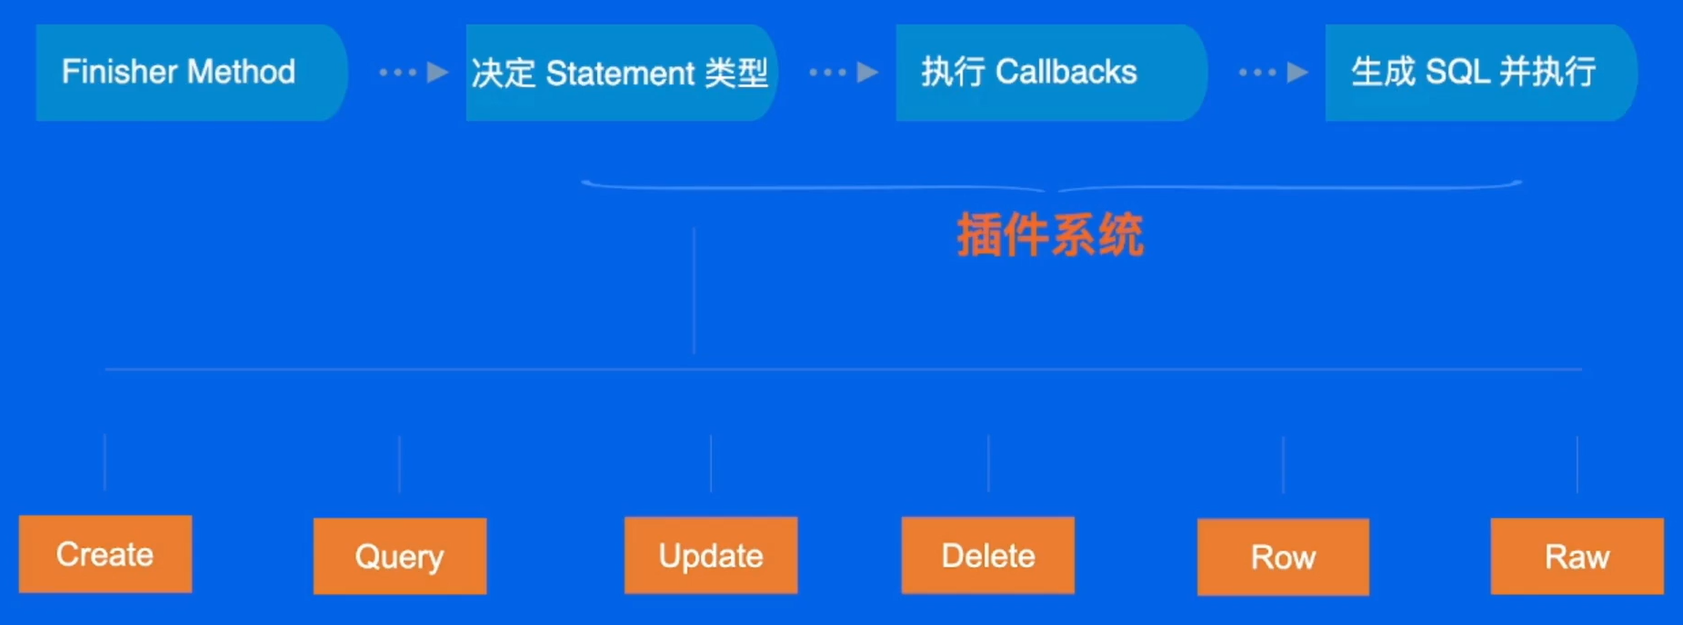 Finisher Method
决定 Statement 类型
执行 Callbacks
生成 SQL 并执行
插件系统
Create
Query
Update
Delete
Row
Raw